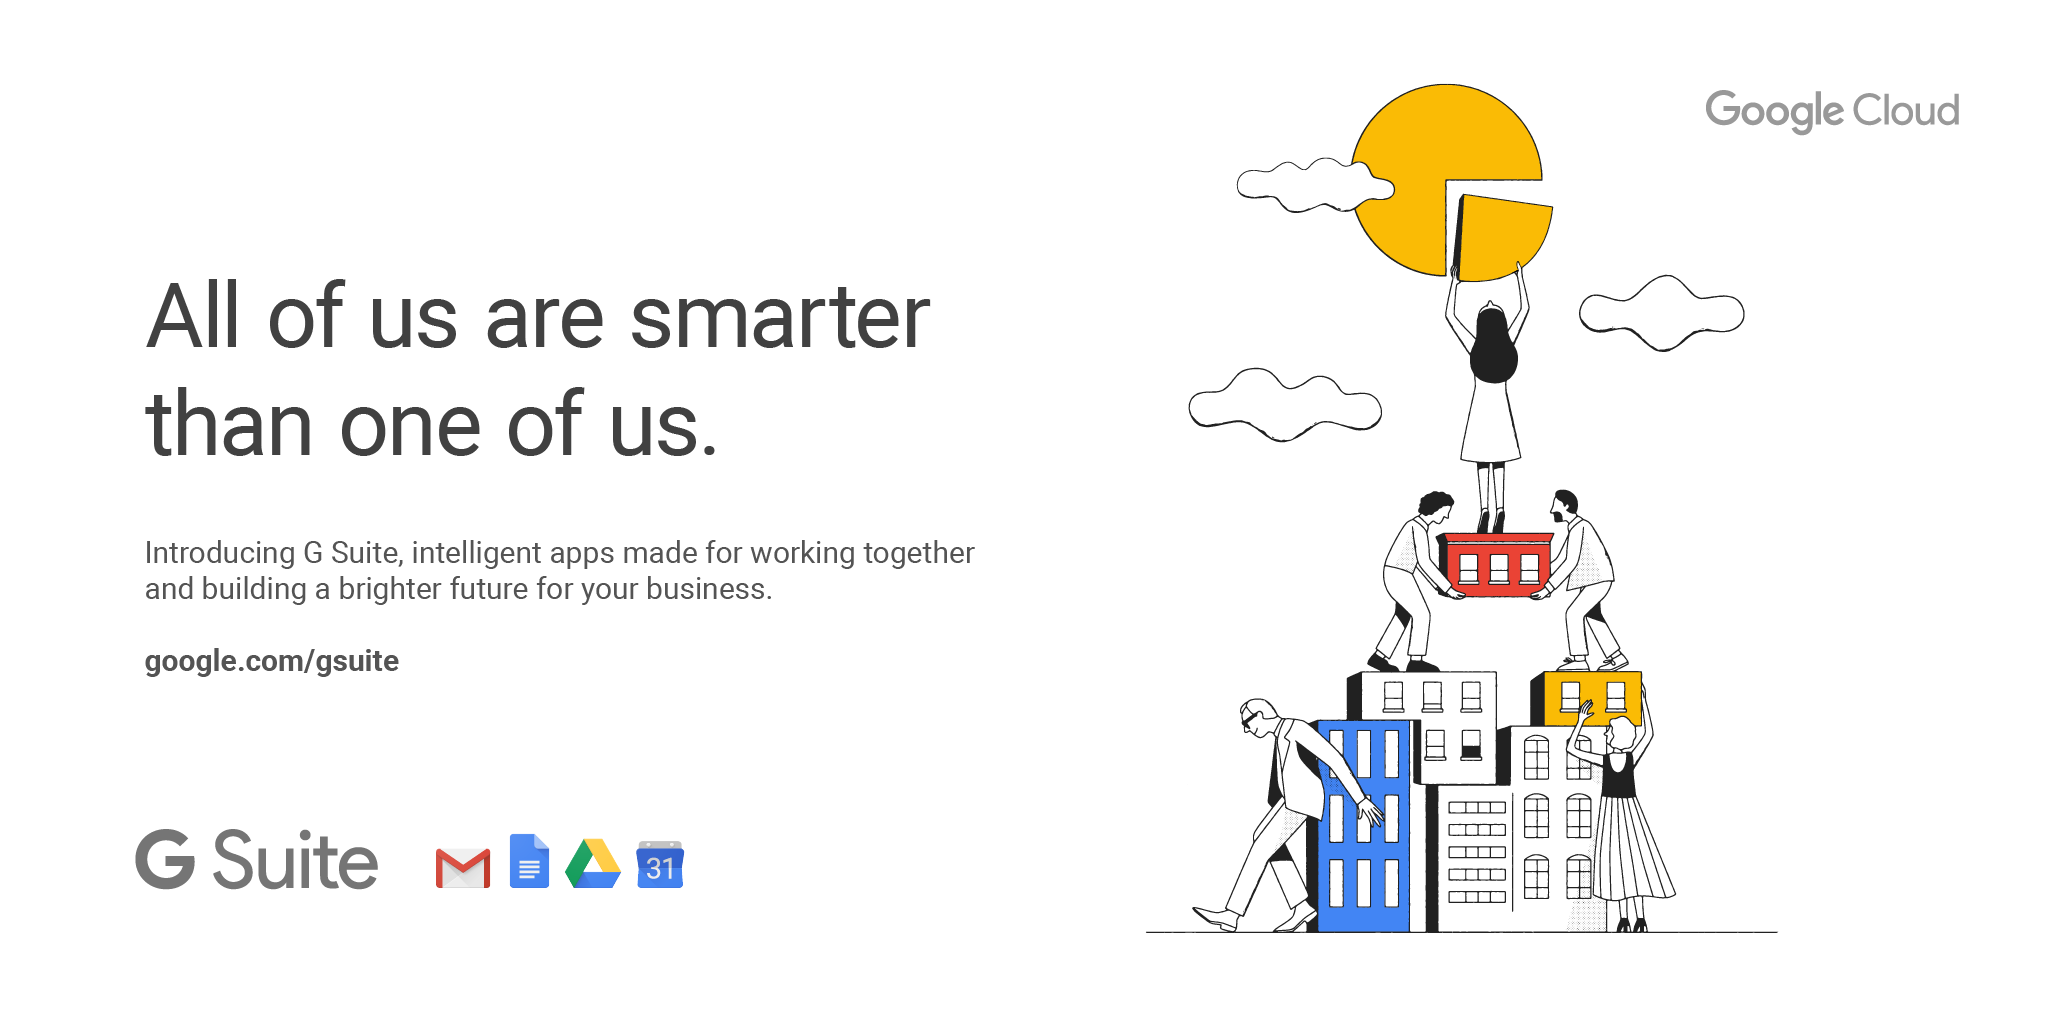 Google Cloud
All of us are smarter
than one of us.
Introducing G Suite, intelligent apps made for working together
and building a brighter future for your business.
google.com/gsuite
G Suite
31